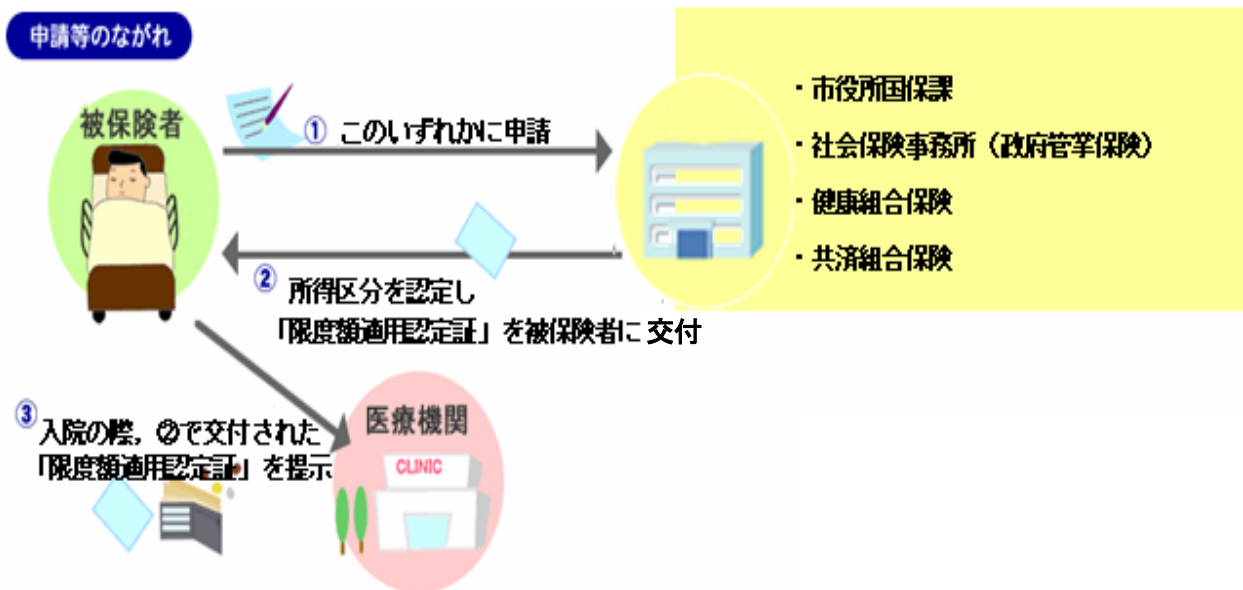 申請等のながれ
被保険者
① このいずれかに申請
・市役所国保課
・社会保険事務所（政府管掌保険）
・健康組合保険
・共済組合保険
② 所得区分を認定し
「限度額適用認定証」を被保険者に 交付
③ 入院の際，②で交付された
「限度額適用認定証」を提示
医療機関
CLINIC